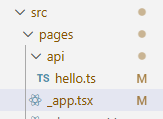 src
pages
api
TS hello.ts M
_app.tsx M